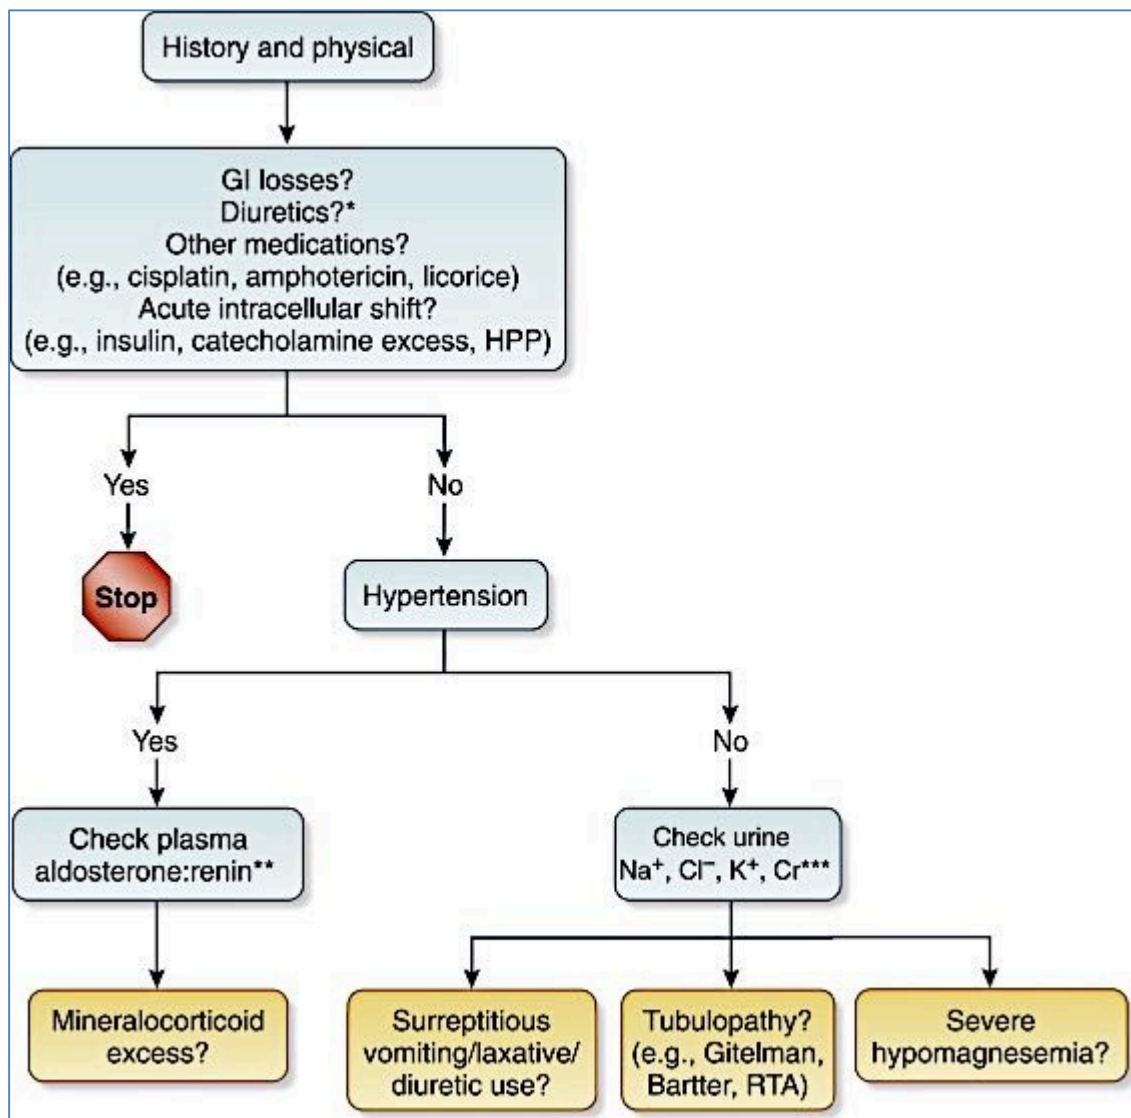 History and physical
GI losses?
Diuretics?*
Other medications?
(e.g., cisplatin, amphotericin, licorice)
Acute intracellular shift?
(e.g., insulin, catecholamine excess, HPP)
Yes
No
Stop
Hypertension
Yes
No
Check plasma
aldosterone:renin**
Check urine
Na⁺, Cl⁻, K⁺, Cr***
Mineralocorticoid
excess?
Surreptitious
vomiting/laxative/
diuretic use?
Tubulopathy?
(e.g., Gitelman,
Bartter, RTA)
Severe
hypomagnesemia?